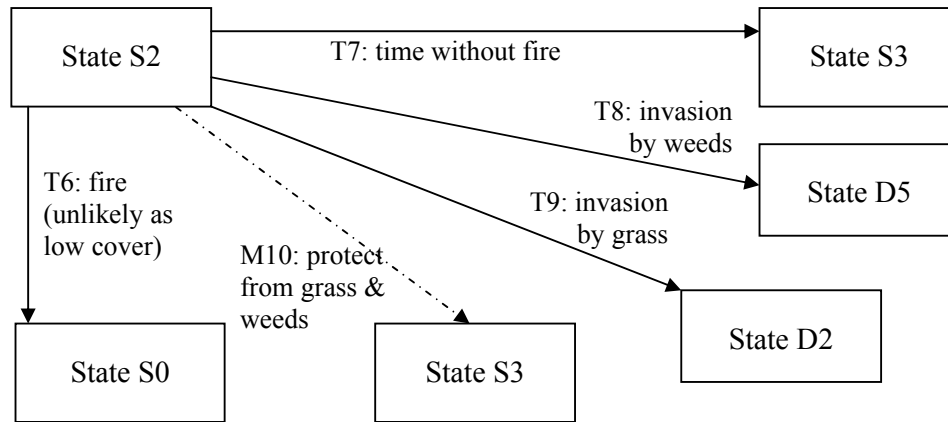 State S2
T7: time without fire
State S3
T8: invasion
by weeds
State D5
T6: fire
(unlikely as
low cover)
T9: invasion
by grass
M10: protect
from grass &
weeds
State D2
State S0
State S3